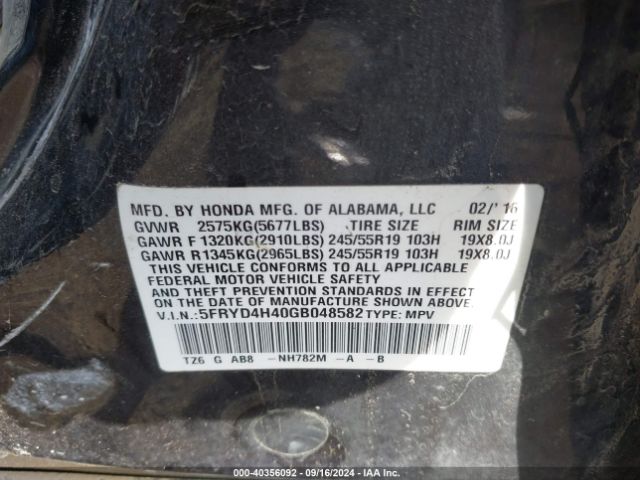 MFD. BY HONDA MFG. OF ALABAMA, LLC 02/'16
GVWR 2575KG(5677LBS) TIRE SIZE RIM SIZE
GAWR F 1320KG(2910LBS) 245/55R19 103H 19X8.0J
GAWR R1345KG(2965LBS) 245/55R19 103H 19X8.0J
THIS VEHICLE CONFORMS TO ALL APPLICABLE
FEDERAL MOTOR VEHICLE SAFETY, BUMPER,
AND THEFT PREVENTION STANDARDS IN EFFECT
ON THE DATE OF MANUFACTURE SHOWN ABOVE.
V.I.N.:5FRYD4H40GB048582 TYPE: MPV
TZ6 G AB8 -NH782M -A -B
000-40356092 - 09/16/2024 - IAA Inc.